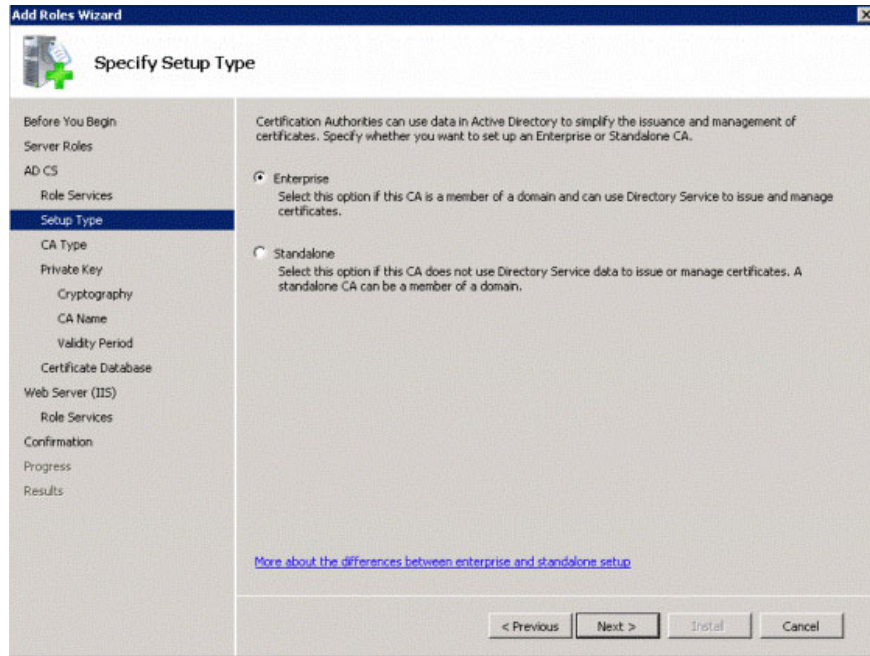 Add Roles Wizard
Specify Setup Type
Before You Begin
Server Roles
AD CS
Role Services
Setup Type
CA Type
Private Key
Cryptography
CA Name
Validity Period
Certificate Database
Web Server (IIS)
Role Services
Confirmation
Progress
Results
Certification Authorities can use data in Active Directory to simplify the issuance and management of
certificates. Specify whether you want to set up an Enterprise or Standalone CA.
Enterprise
Select this option if this CA is a member of a domain and can use Directory Service to issue and manage
certificates.
Standalone
Select this option if this CA does not use Directory Service data to issue or manage certificates. A
standalone CA can be a member of a domain.
More about the differences between enterprise and standalone setup
< Previous
Next >
Install
Cancel